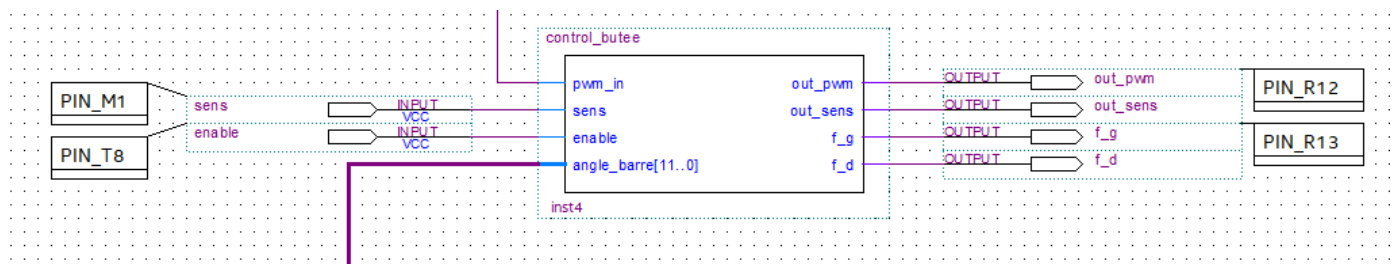 control_butee
PIN_M1
sens
INPUT
VCC
pwm_in
out_pwm
OUTPUT
out_pwm
PIN_R12
sens
out_sens
OUTPUT
out_sens
PIN_T8
enable
INPUT
VCC
enable
f_g
OUTPUT
f_g
PIN_R13
angle_barre[11..0]
f_d
OUTPUT
f_d
inst4